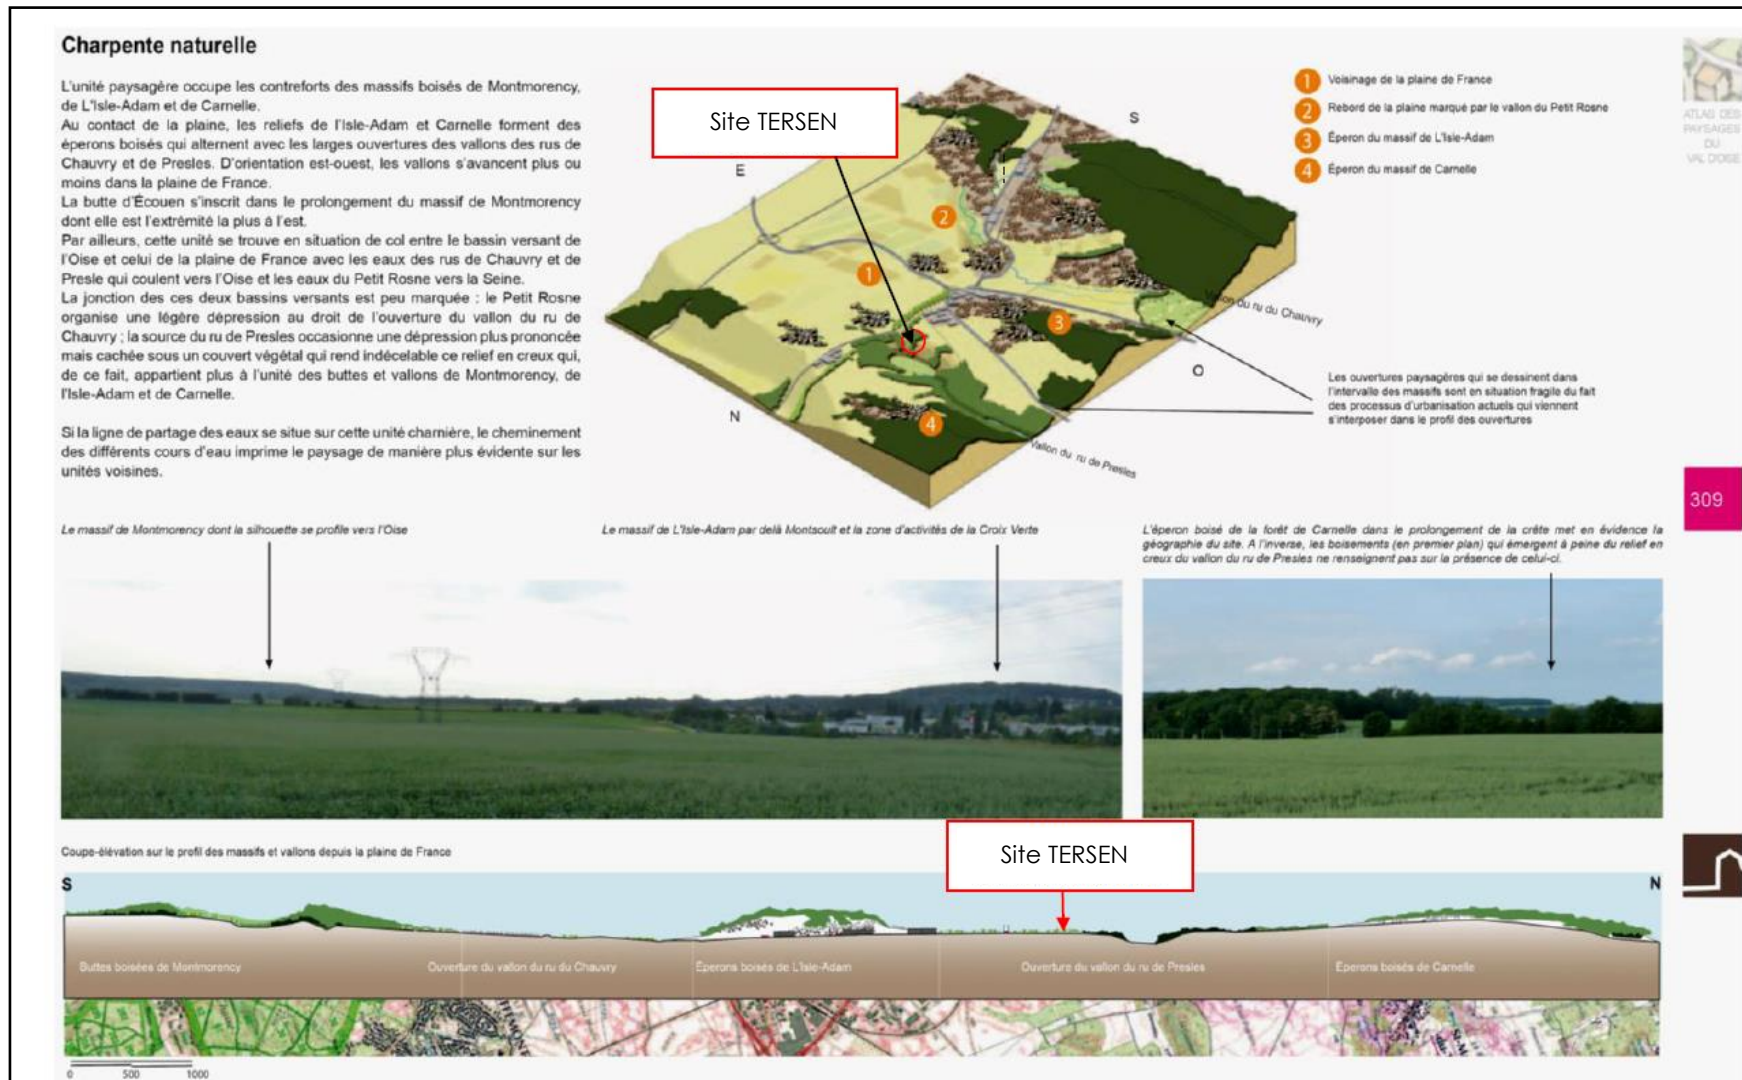 Charpente naturelle
L'unité paysagère occupe les contreforts des massifs boisés de Montmorency,
de L'Isle-Adam et de Carnelle.
Au contact de la plaine, les reliefs de l'Isle-Adam et Carnelle forment des
éperons boisés qui alternent avec les larges ouvertures des vallons des rus de
Chauvry et de Presles. D'orientation est-ouest, les vallons s'avancent plus ou
moins dans la plaine de France.
La butte d'Écouen s'inscrit dans le prolongement du massif de Montmorency
dont elle est l'extrémité la plus à l'est.
Par ailleurs, cette unité se trouve en situation de col entre le bassin versant de
l'Oise et celui de la plaine de France avec les eaux des rus de Chauvry et de
Presle qui coulent vers l'Oise et les eaux du Petit Rosne vers la Seine.
La jonction des ces deux bassins versants est peu marquée : le Petit Rosne
organise une légère dépression au droit de l'ouverture du vallon du ru de
Chauvry ; la source du ru de Presles occasionne une dépression plus prononcée
mais cachée sous un couvert végétal qui rend indécelable ce relief en creux qui,
de ce fait, appartient plus à l'unité des buttes et vallons de Montmorency, de
l'Isle-Adam et de Carnelle.
Si la ligne de partage des eaux se situe sur cette unité charnière, le cheminement
des différents cours d'eau imprime le paysage de manière plus évidente sur les
unités voisines.
Site TERSEN
E
S
N
O
1
2
3
4
Vallon du ru du Chauvry
Vallon du ru de Presles
1 Voisinage de la plaine de France
2 Rebord de la plaine marqué par le vallon du Petit Rosne
3 Éperon du massif de L'Isle-Adam
4 Éperon du massif de Carnelle
Les ouvertures paysagères qui se dessinent dans
l'intervalle des massifs sont en situation fragile du fait
des processus d'urbanisation actuels qui viennent
s'interposer dans le profil des ouvertures
ATLAS DES
PAYSAGES
DU
VAL D'OISE
309
Le massif de Montmorency dont la silhouette se profile vers l'Oise
Le massif de L'Isle-Adam par delà Montsoult et la zone d'activités de la Croix Verte
L'éperon boisé de la forêt de Carnelle dans le prolongement de la crête met en évidence la
géographie du site. A l'inverse, les boisements (en premier plan) qui émergent à peine du relief en
creux du vallon du ru de Presles ne renseignent pas sur la présence de celui-ci.
Coupe-élévation sur le profil des massifs et vallons depuis la plaine de France
Site TERSEN
S
N
Buttes boisées de Montmorency
Ouverture du vallon du ru du Chauvry
Éperons boisés de L'Isle-Adam
Ouverture du vallon du ru de Presles
Eperons boisés de Carnelle
0 500 1000